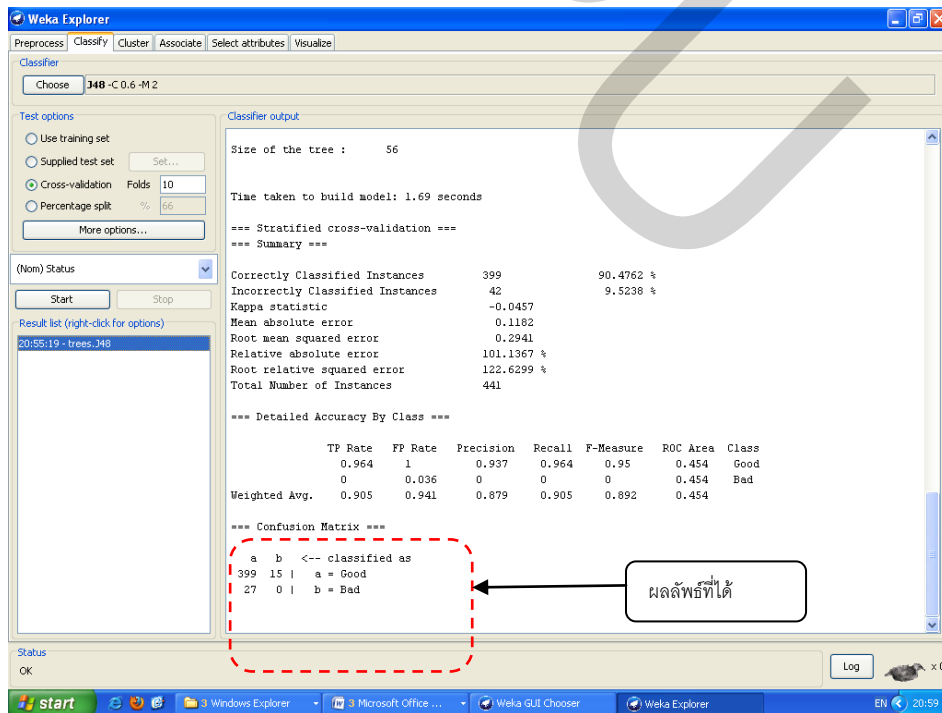 Weka Explorer
Preprocess Classify Cluster Associate Select attributes Visualize
Classifier
Choose J48 -C 0.6 -M 2
Test options
Use training set
Supplied test set Set...
Cross-validation Folds 10
Percentage split % 66
More options...
(Nom) Status
Start Stop
Result list (right-click for options)
20:55:19 - trees.J48
Classifier output
Size of the tree : 56
Time taken to build model: 1.69 seconds
=== Stratified cross-validation ===
=== Summary ===
Correctly Classified Instances 399 90.4762 %
Incorrectly Classified Instances 42 9.5238 %
Kappa statistic -0.0457
Mean absolute error 0.1182
Root mean squared error 0.2941
Relative absolute error 101.1367 %
Root relative squared error 122.6299 %
Total Number of Instances 441
=== Detailed Accuracy By Class ===
TP Rate FP Rate Precision Recall F-Measure ROC Area Class
0.964 1 0.937 0.964 0.95 0.454 Good
0 0.036 0 0 0 0.454 Bad
Weighted Avg. 0.905 0.941 0.879 0.905 0.892 0.454
=== Confusion Matrix ===
a b <-- classified as
399 15 | a = Good
27 0 | b = Bad
ผลลัพธ์ที่ได้
Status
OK
Log x 0
start 3 Windows Explorer 3 Microsoft Office ... Weka GUI Chooser Weka Explorer EN 20:59